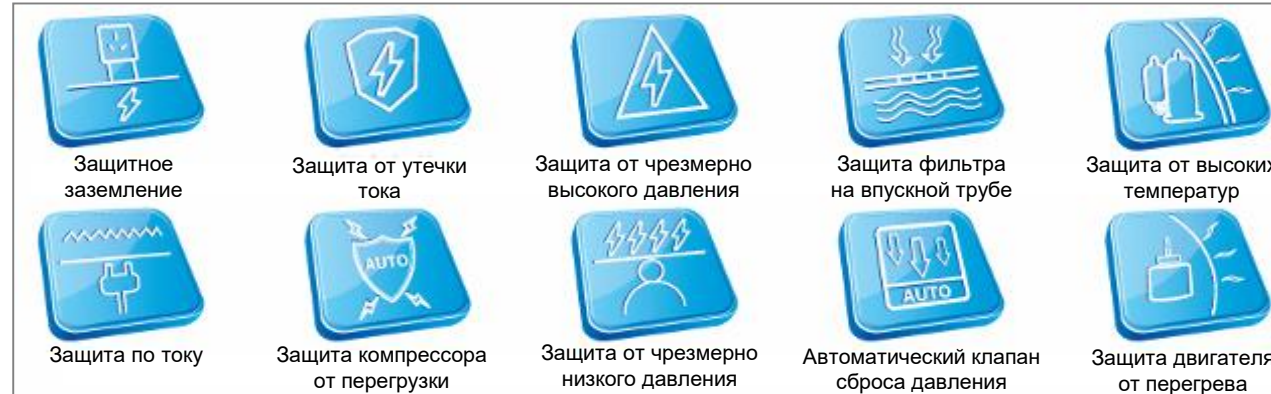 Защитное
заземление
Защита от утечки
тока
Защита от чрезмерно
высокого давления
Защита фильтра
на впускной трубе
Защита от высоких
температур
AUTO
AUTO
Защита по току
Защита компрессора
от перегрузки
Защита от чрезмерно
низкого давления
Автоматический клапан
сброса давления
Защита двигателя
от перегрева